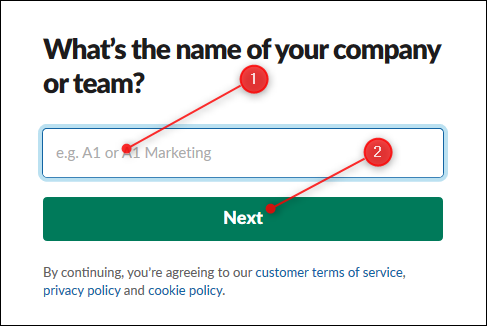 What's the name of your company
or team?
1
e.g. A1 or A1 Marketing
2
Next
By continuing, you're agreeing to our customer terms of service,
privacy policy and cookie policy.